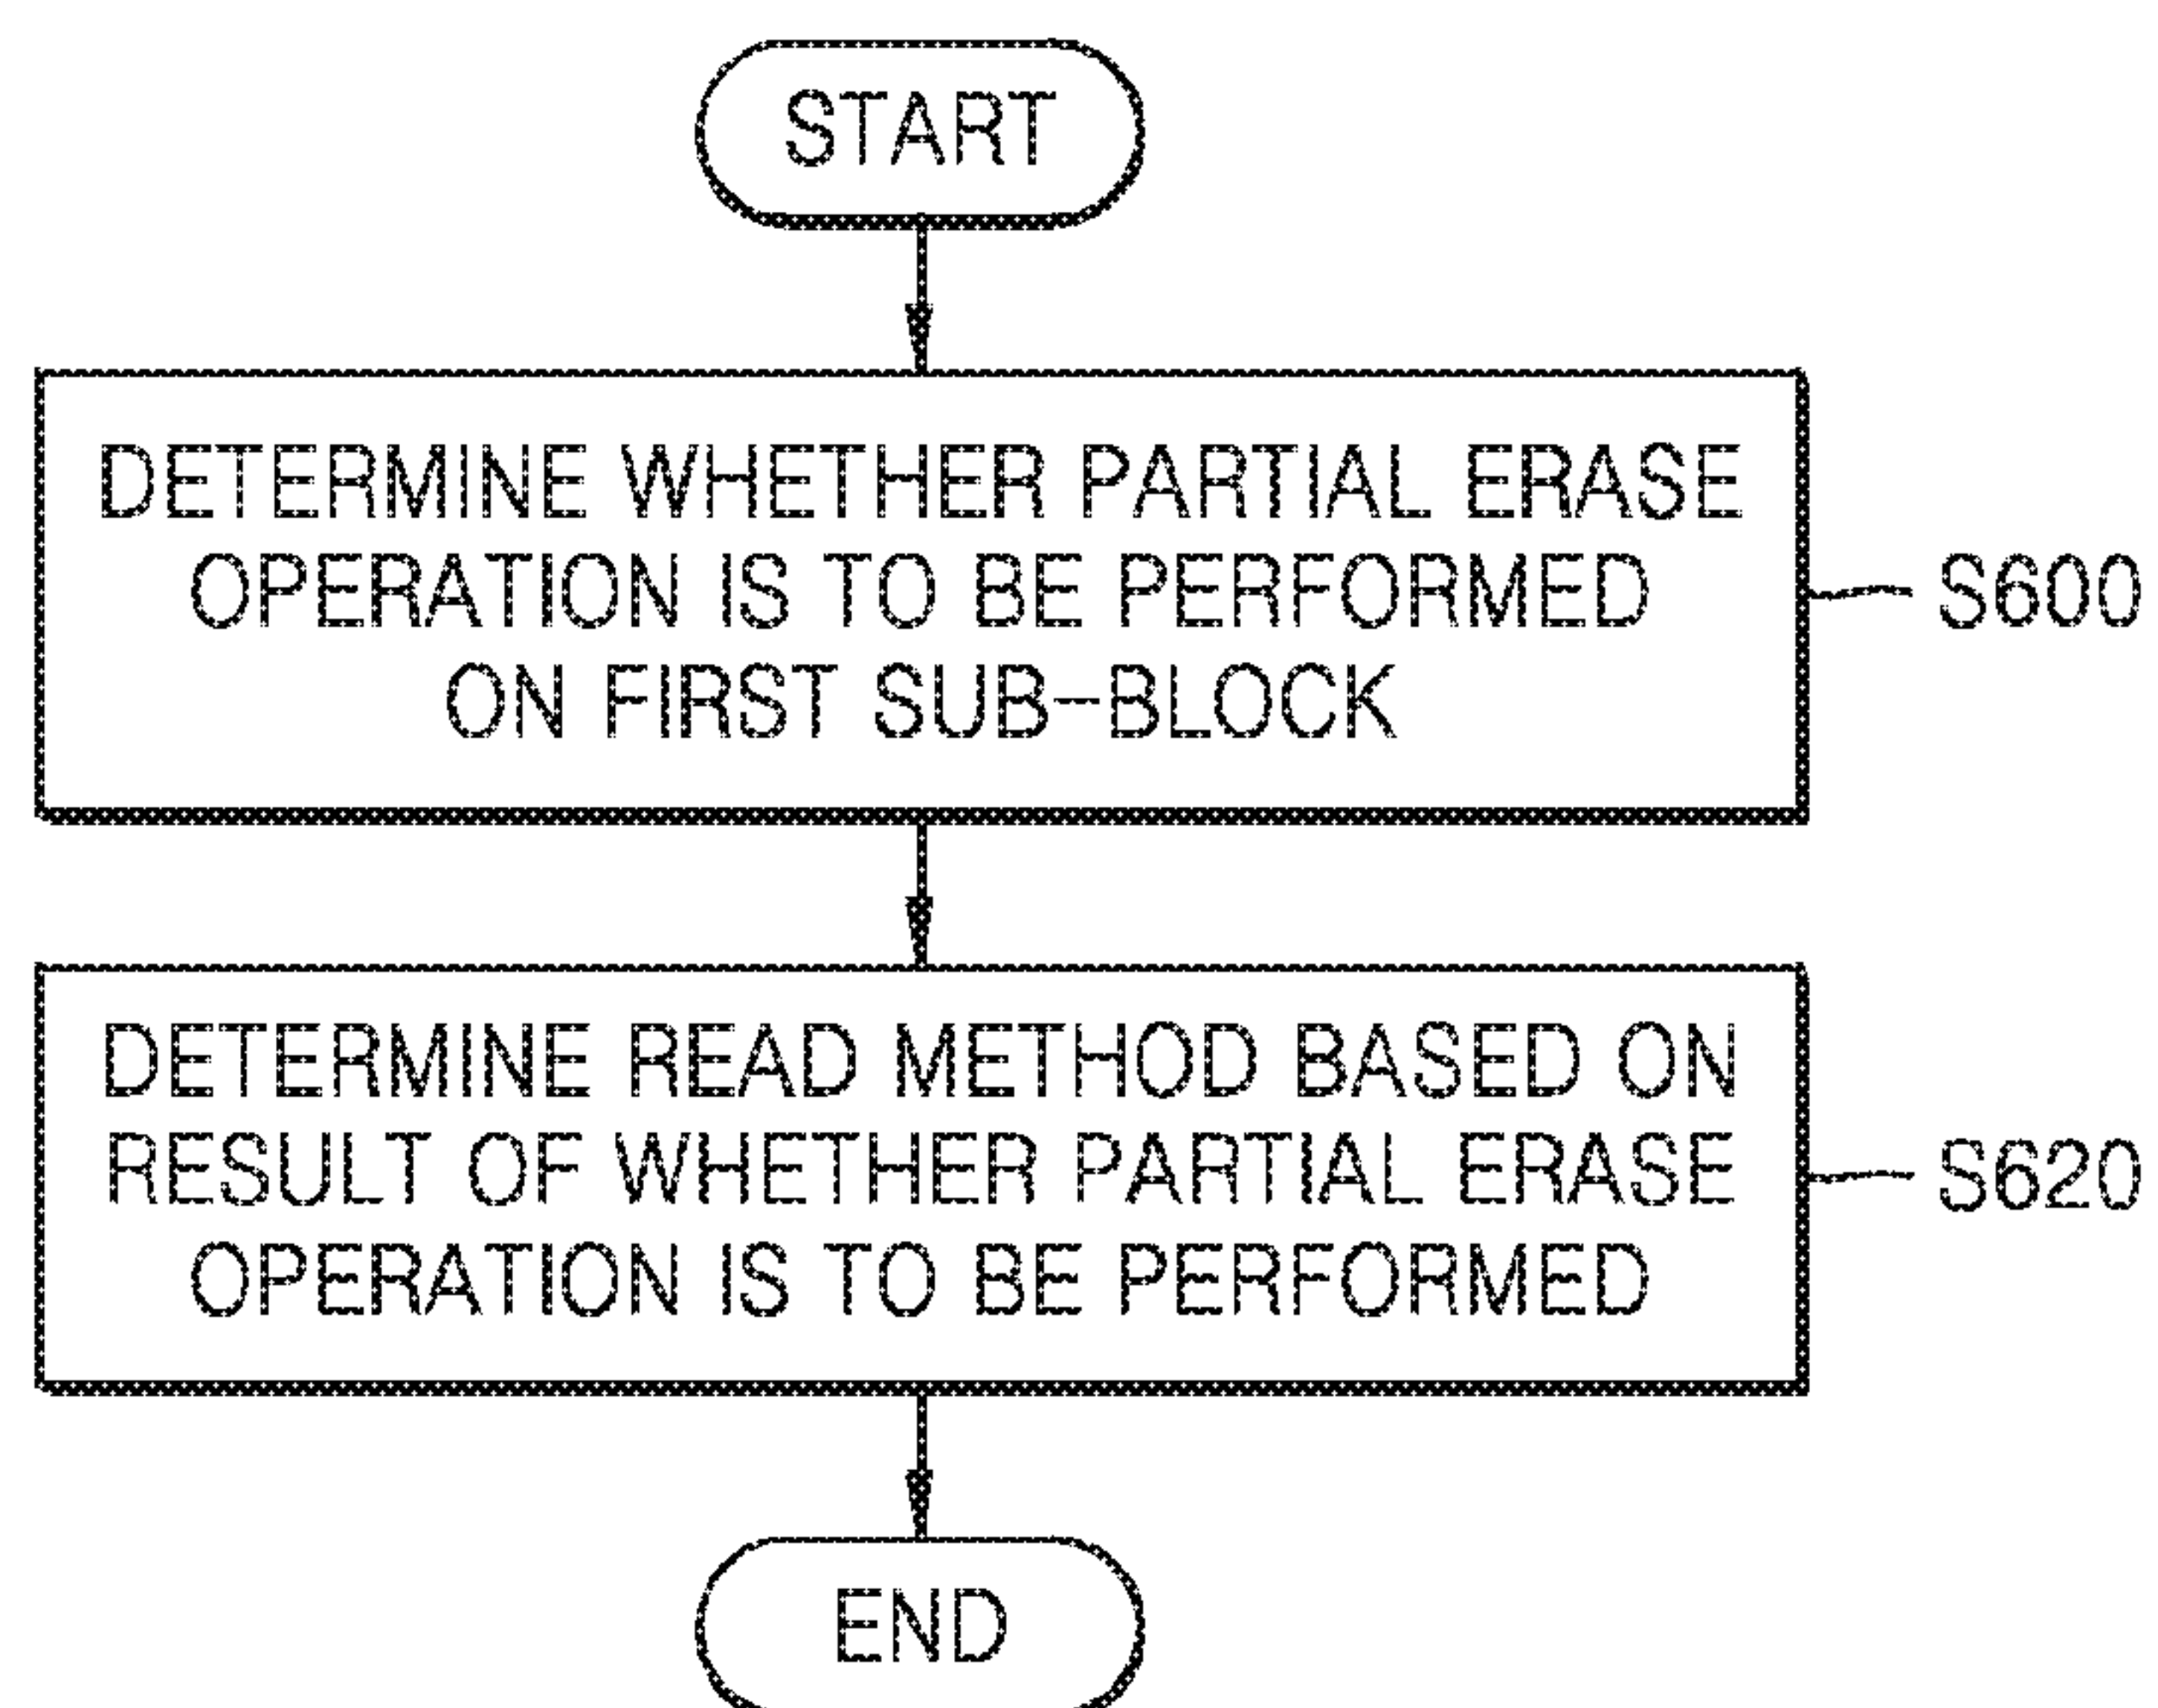 START
DETERMINE WHETHER PARTIAL ERASE
OPERATION IS TO BE PERFORMED
ON FIRST SUB-BLOCK
S600
DETERMINE READ METHOD BASED ON
RESULT OF WHETHER PARTIAL ERASE
OPERATION IS TO BE PERFORMED
S620
END